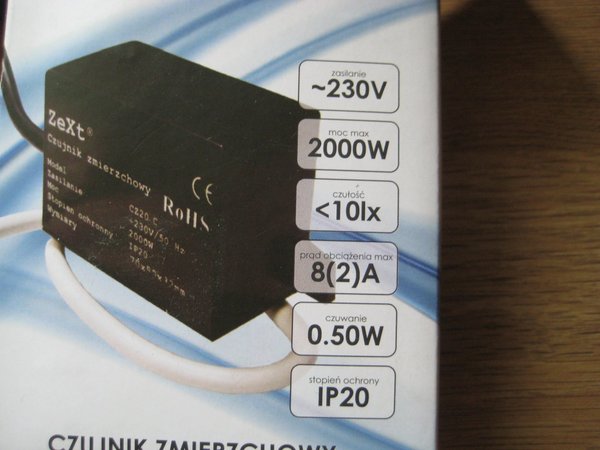 ZeXt®
Czujnik zmierzchowy
CE
RoHS
Model CZ20-C
Zasilanie ~230V/50 Hz
Moc 2000W
Stopień ochronny IP20
Wymiary
zasilanie
~230V
moc max
2000W
czułość
<10lx
prąd obciążenia max
8(2)A
czuwanie
0.50W
stopień ochrony
IP20
CZUJNIK ZMIERZCHOWY